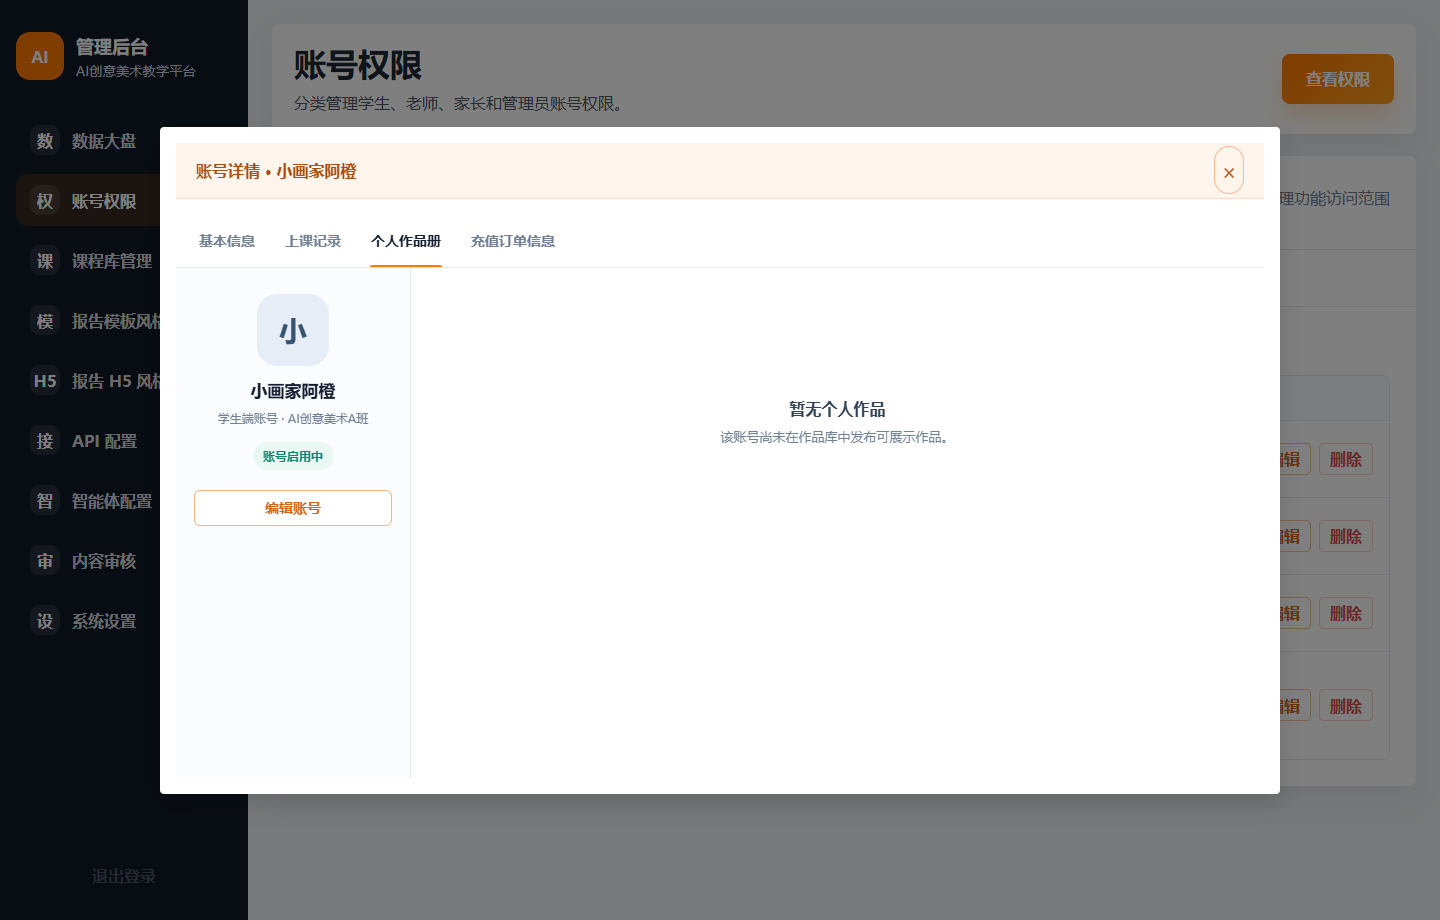 AI
管理后台
AI创意美术教学平台
数 数据大盘
权 账号权限
课 课程库管理
模 报告模板风格
H5 报告 H5 风格
接 API 配置
智 智能体配置
审 内容审核
设 系统设置
退出登录
账号权限
分类管理学生、老师、家长和管理员账号权限。
查看权限
理功能访问范围
账号详情 • 小画家阿橙
×
基本信息 上课记录 个人作品册 充值订单信息
小
小画家阿橙
学生端账号 · AI创意美术A班
账号启用中
编辑账号
暂无个人作品
该账号尚未在作品库中发布可展示作品。
辑 删除
辑 删除
辑 删除
辑 删除